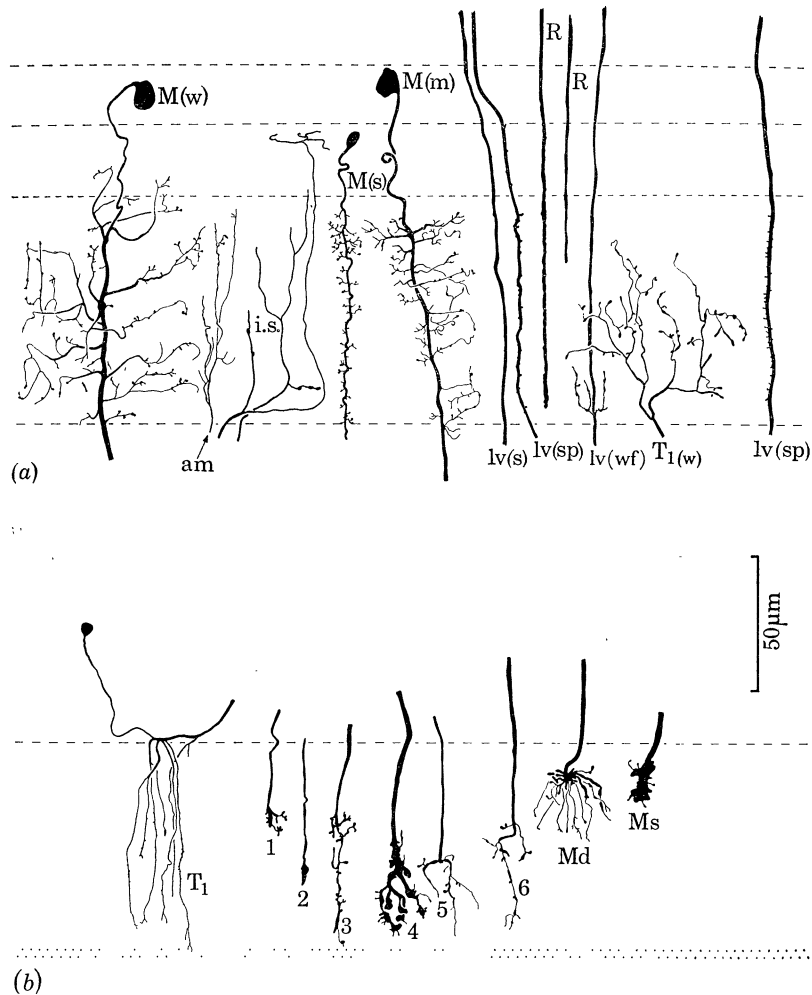 M(w)
M(m)
R
R
M(s)
i.s.
am
lv(s)
lv(sp)
lv(wf)
T1(w)
lv(sp)
(a)
50µm
T1
1
2
3
4
5
6
Md
Ms
(b)